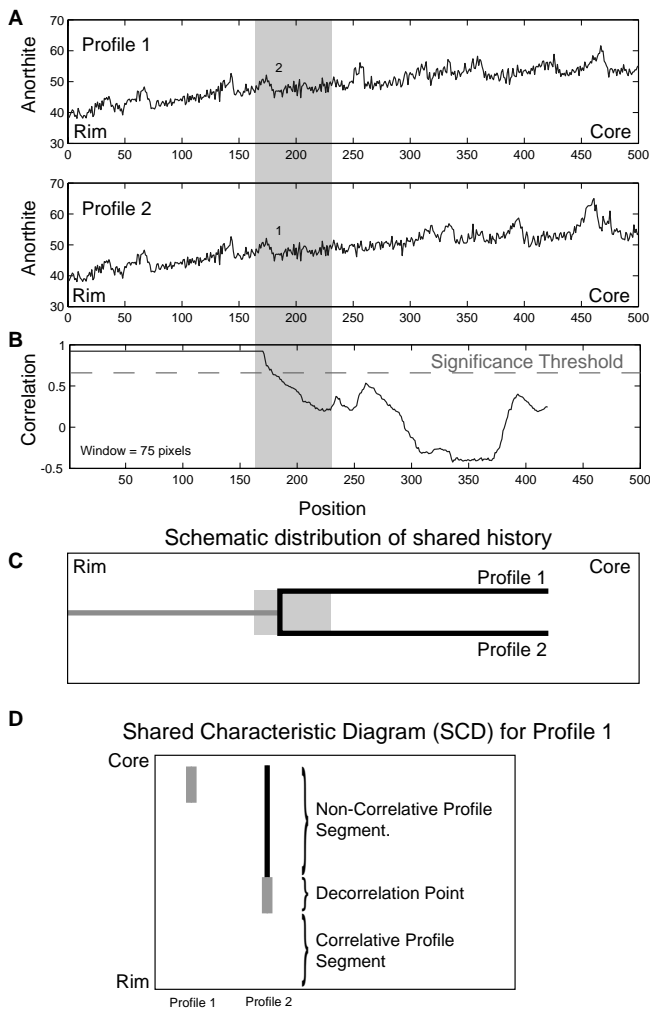 A
70
60
50
40
30
Anorthite
Profile 1
2
Rim
Core
0 50 100 150 200 250 300 350 400 450 500
70
60
50
40
30
Anorthite
Profile 2
1
Rim
Core
0 50 100 150 200 250 300 350 400 450 500
B
1
0.5
0
-0.5
Correlation
Significance Threshold
Window = 75 pixels
50 100 150 200 250 300 350 400 450 500
Position
Schematic distribution of shared history
C
Rim
Core
Profile 1
Profile 2
D
Shared Characteristic Diagram (SCD) for Profile 1
Core
Non-Correlative Profile
Segment.
Decorrelation Point
Correlative Profile
Segment
Rim
Profile 1 Profile 2